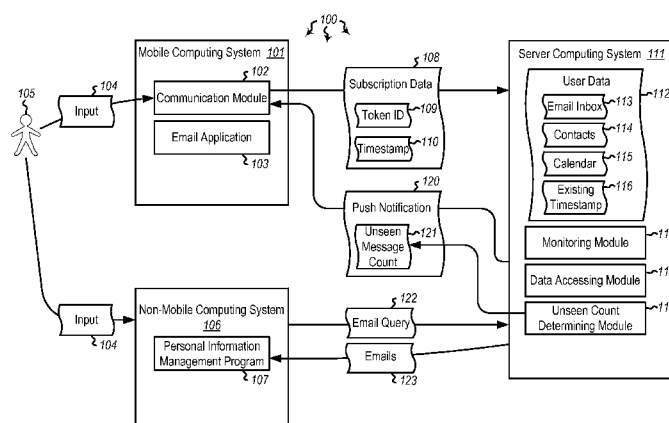 100
Mobile Computing System 101
102
Communication Module
Email Application
103
105
104
Input
108
Subscription Data
Token ID
109
Timestamp
110
120
Push Notification
Unseen
Message
Count
121
Server Computing System 111
User Data
112
Email Inbox 113
Contacts 114
Calendar 115
Existing
Timestamp
116
Monitoring Module
Data Accessing Module
Unseen Count
Determining Module
Input
104
Non-Mobile Computing System
106
Personal Information
Management Program
107
122
Email Query
Emails
123